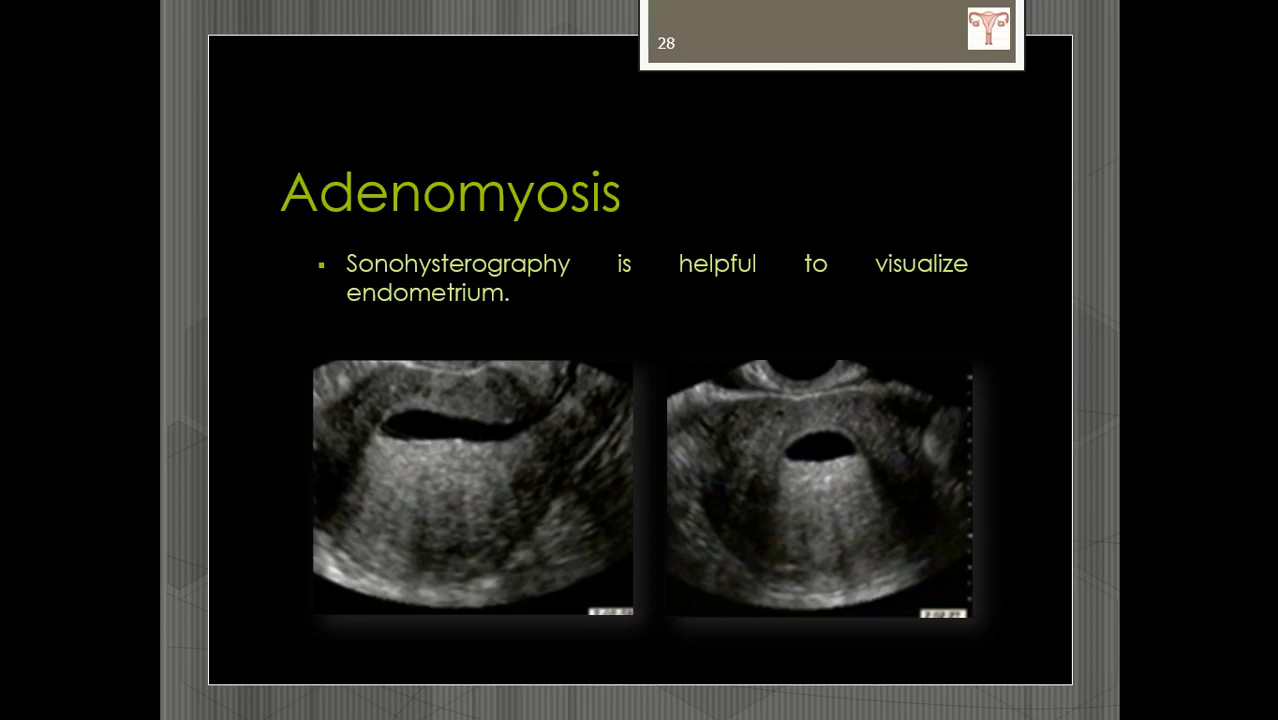 28
Adenomyosis
Sonohysterography is helpful to visualize
endometrium.